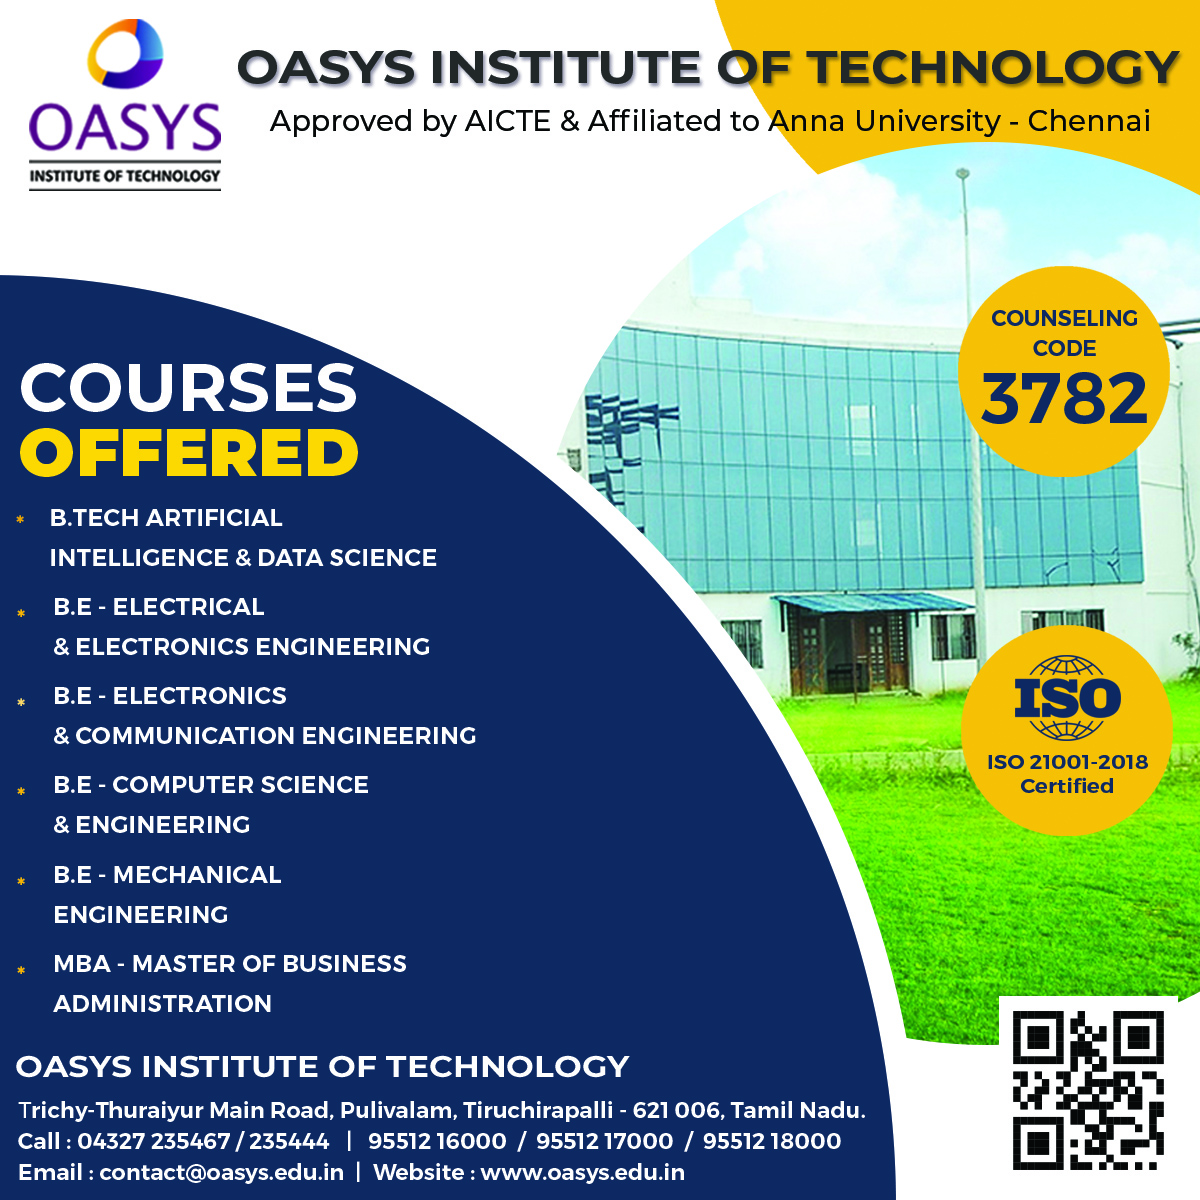 OASYS
INSTITUTE OF TECHNOLOGY
OASYS INSTITUTE OF TECHNOLOGY
Approved by AICTE & Affiliated to Anna University - Chennai
COUNSELING
CODE
3782
COURSES
OFFERED
* B.TECH ARTIFICIAL
INTELLIGENCE & DATA SCIENCE
* B.E - ELECTRICAL
& ELECTRONICS ENGINEERING
* B.E - ELECTRONICS
& COMMUNICATION ENGINEERING
* B.E - COMPUTER SCIENCE
& ENGINEERING
* B.E - MECHANICAL
ENGINEERING
* MBA - MASTER OF BUSINESS
ADMINISTRATION
ISO
ISO 21001-2018
Certified
OASYS INSTITUTE OF TECHNOLOGY
Trichy-Thuraiyur Main Road, Pulivalam, Tiruchirapalli - 621 006, Tamil Nadu.
Call : 04327 235467 / 235444 | 95512 16000 / 95512 17000 / 95512 18000
Email : contact@oasys.edu.in | Website : www.oasys.edu.in